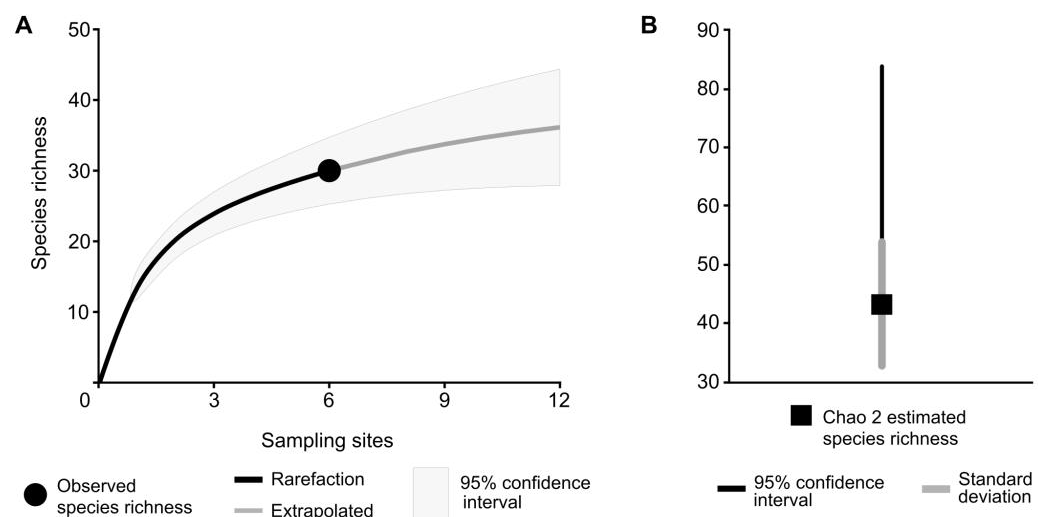 A
50
40
30
20
10
0
3
6
9
12
Species richness
Sampling sites
Observed
species richness
Rarefaction
Extrapolated
95% confidence
interval
B
90
80
70
60
50
40
30
Chao 2 estimated
species richness
95% confidence
interval
Standard
deviation